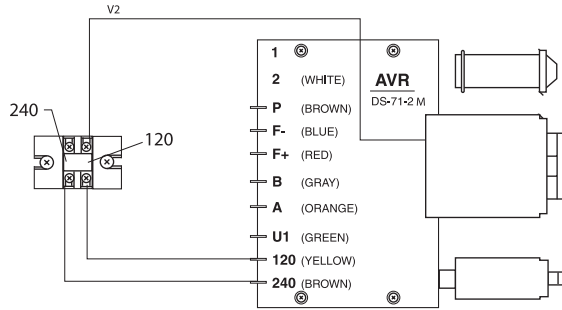 V2
1
2 (WHITE)
AVR
DS-71-2 M
P (BROWN)
F- (BLUE)
F+ (RED)
B (GRAY)
A (ORANGE)
U1 (GREEN)
120 (YELLOW)
240 (BROWN)
240
120